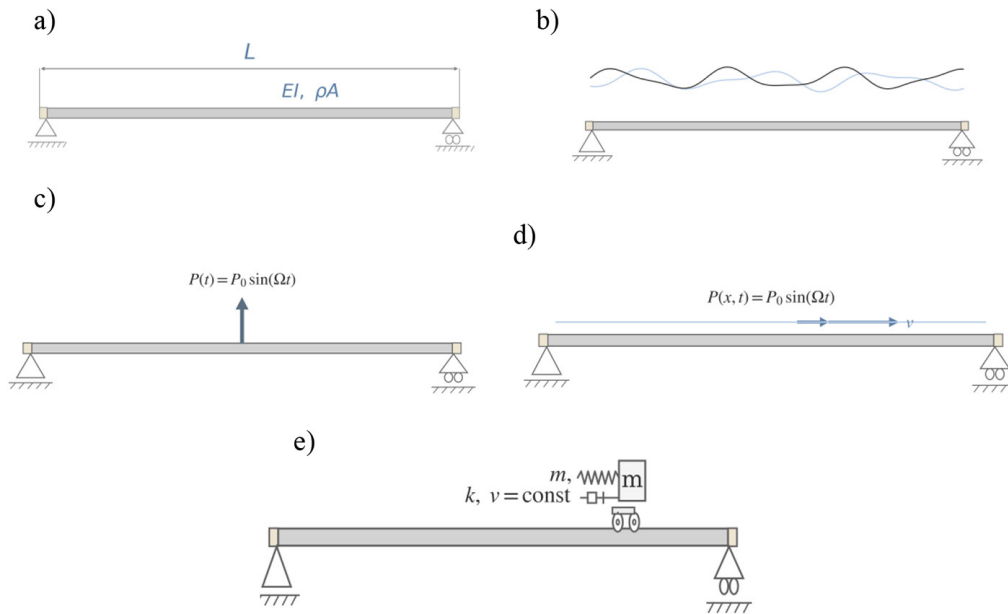 a)
L
EI, ρA
b)
c)
P(t) = P₀ sin(Ωt)
d)
P(x, t) = P₀ sin(Ωt)
v
e)
m,
m
k, v = const